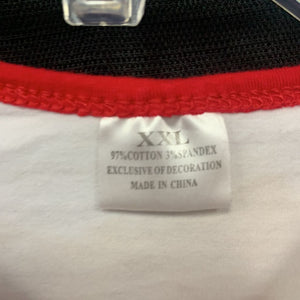 XXL
97%COTTON 3%SPANDEX
EXCLUSIVE OF DECORATION
MADE IN CHINA